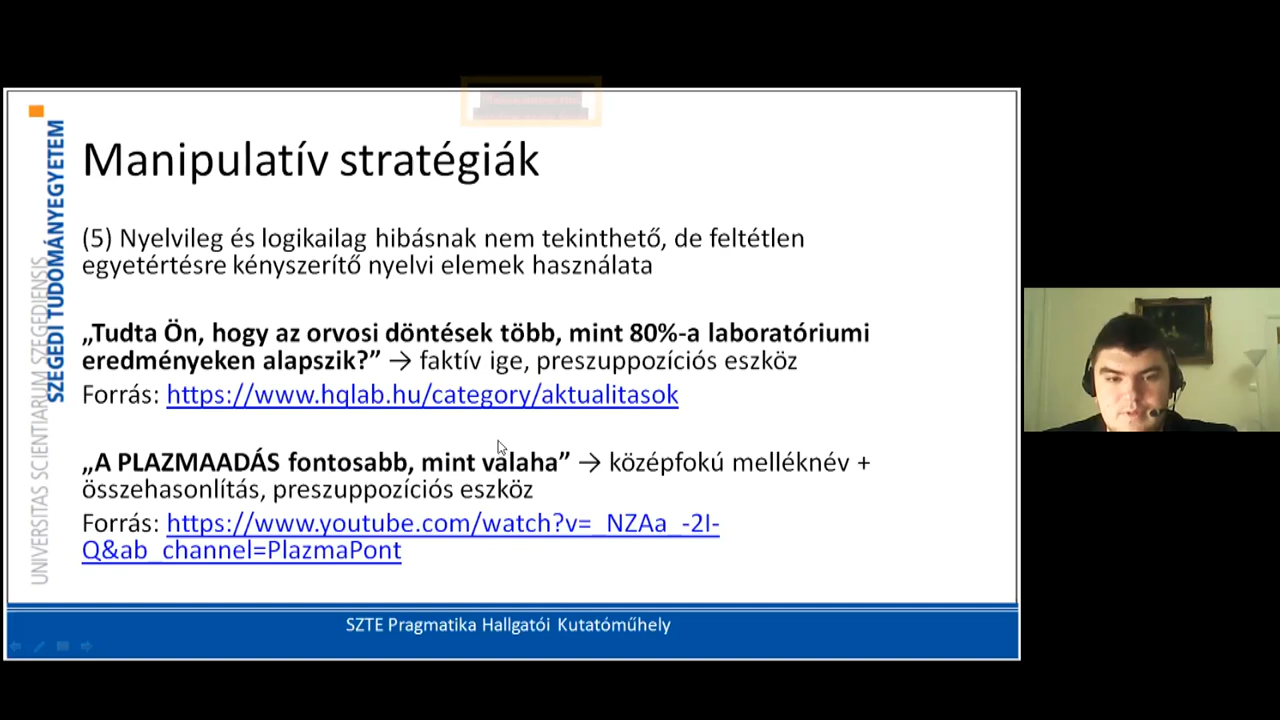 Manipulatív stratégiák
(5) Nyelvileg és logikailag hibásnak nem tekinthető, de feltétlen
egyetértésre kényszerítő nyelvi elemek használata
„Tudta Ön, hogy az orvosi döntések több, mint 80%-a laboratóriumi
eredményeken alapszik?” → faktív ige, preszuppozíciós eszköz
Forrás: https://www.hqlab.hu/category/aktualitasok
„A PLAZMAADÁS fontosabb, mint valaha” → középfokú melléknév +
összehasonlítás, preszuppozíciós eszköz
Forrás: https://www.youtube.com/watch?v=_NZAa_-2I-
Q&ab_channel=PlazmaPont
SZTE Pragmatika Hallgatói Kutatóműhely
SZEGEDI TUDOMÁNYEGYETEM
UNIVERSITAS SCIENTIARUM SZEGEDIENSIS